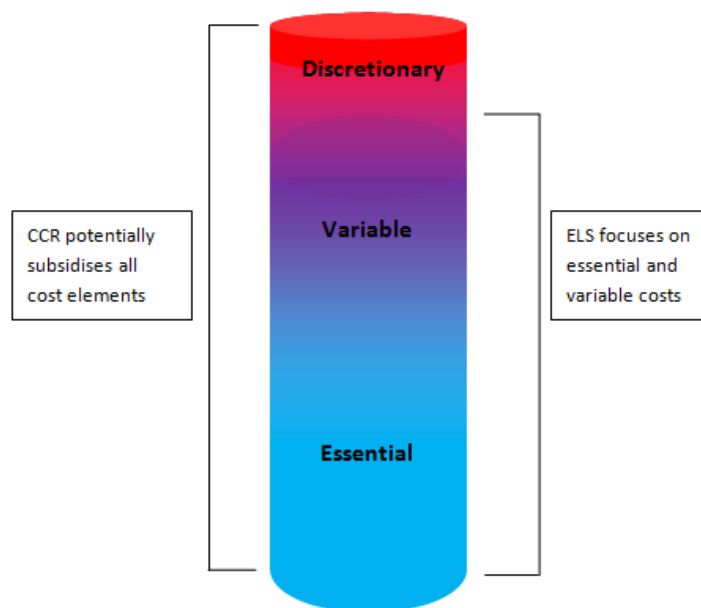 Discretionary
CCR potentially
subsidises all
cost elements
Variable
ELS focuses on
essential and
variable costs
Essential